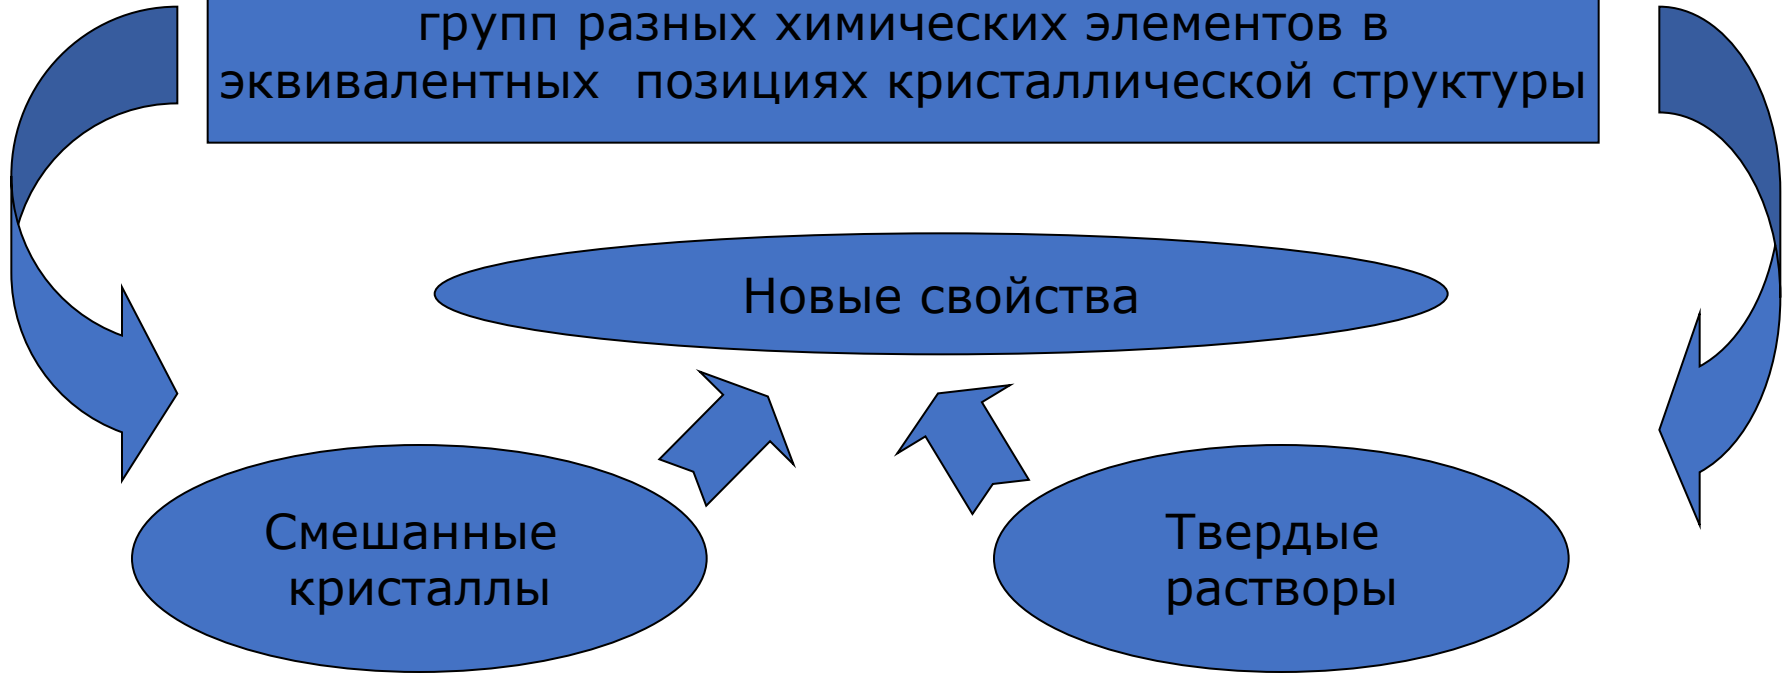 групп разных химических элементов в
эквивалентных позициях кристаллической структуры
Новые свойства
Смешанные
кристаллы
Твердые
растворы